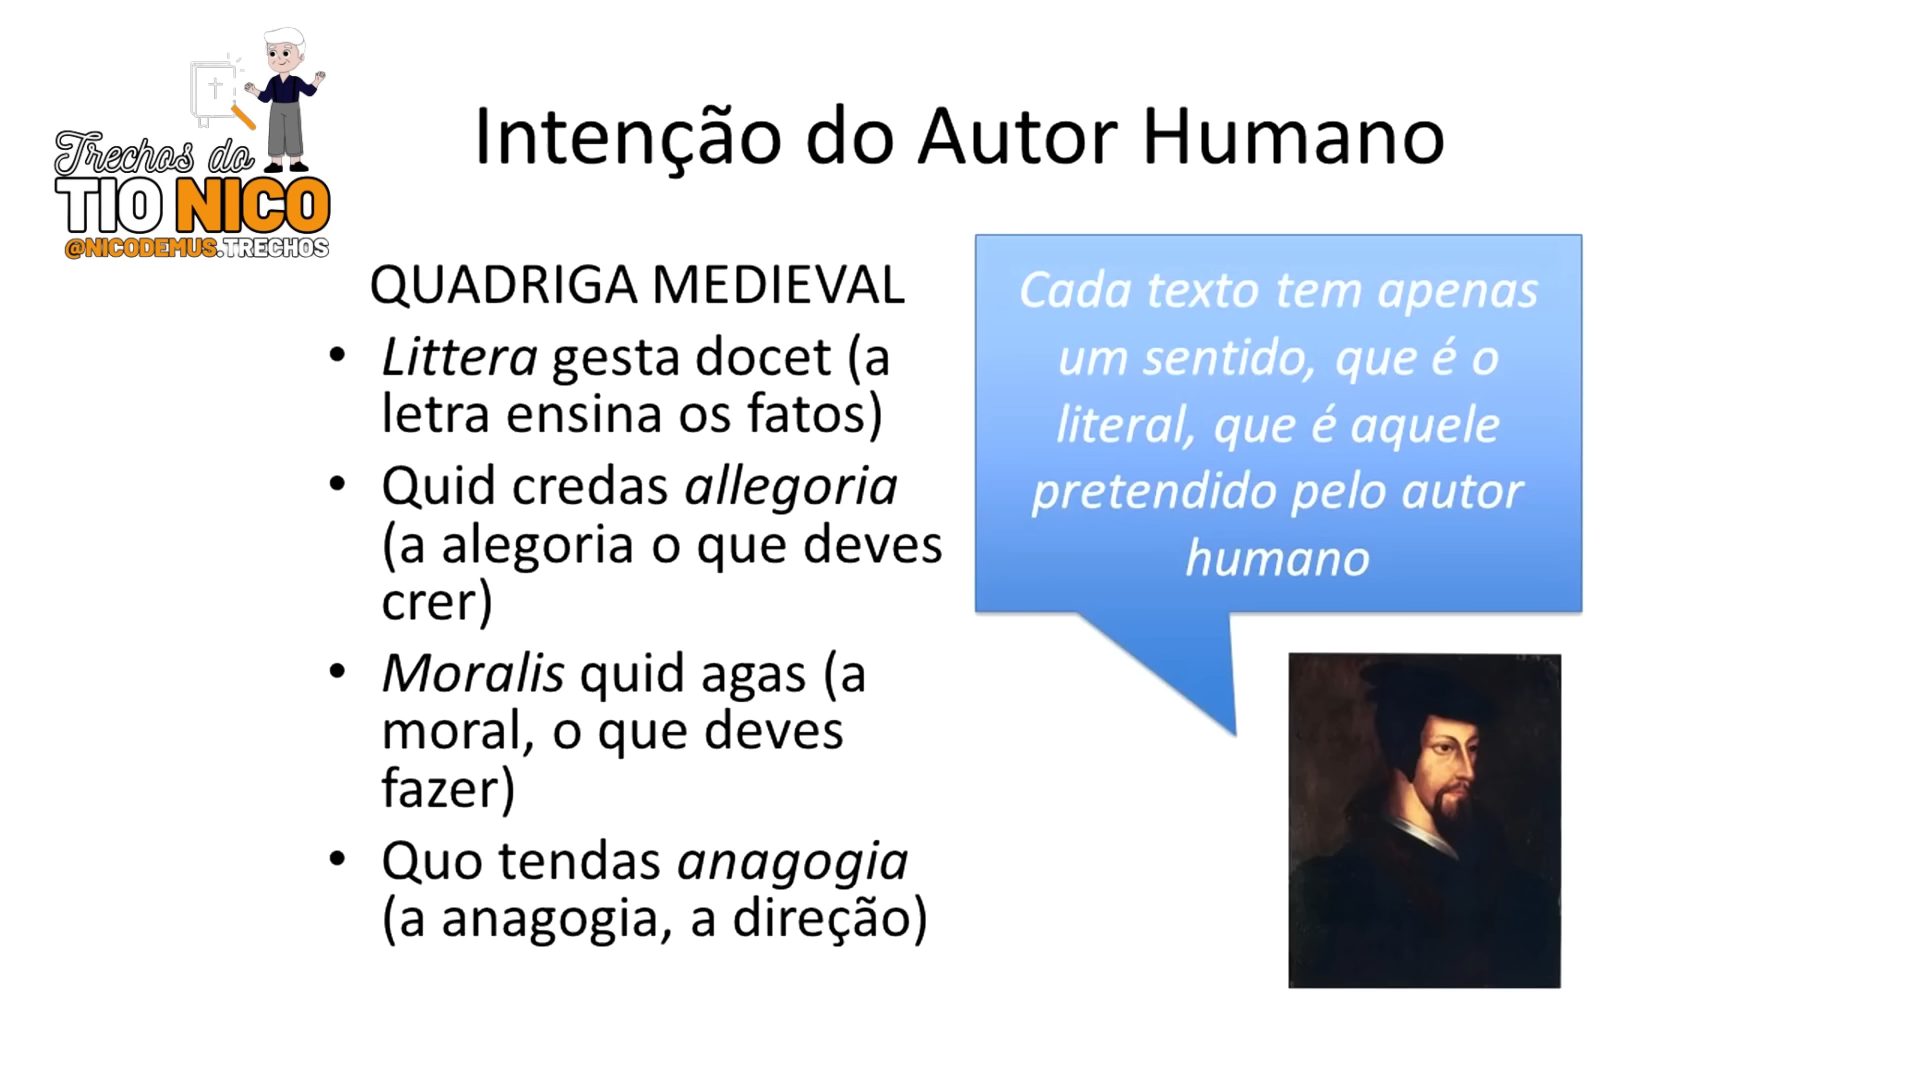 Trechos do
TIO NICO
@NICODEMUS.TRECHOS
Intenção do Autor Humano
QUADRIGA MEDIEVAL
• Littera gesta docet (a
letra ensina os fatos)
• Quid credas allegoria
(a alegoria o que deves
crer)
• Moralis quid agas (a
moral, o que deves
fazer)
• Quo tendas anagogia
(a anagogia, a direção)
Cada texto tem apenas
um sentido, que é o
literal, que é aquele
pretendido pelo autor
humano